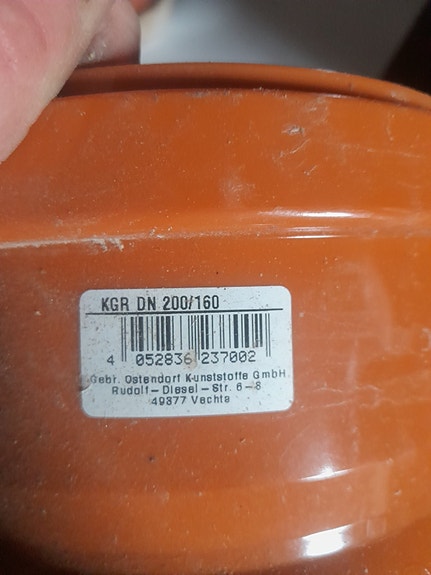 KGR DN 200/160
4 052836 237002
Gebr. Ostendorf Kunststoffe GmbH
Rudolf-Diesel-Str. 6-8
49377 Vechta